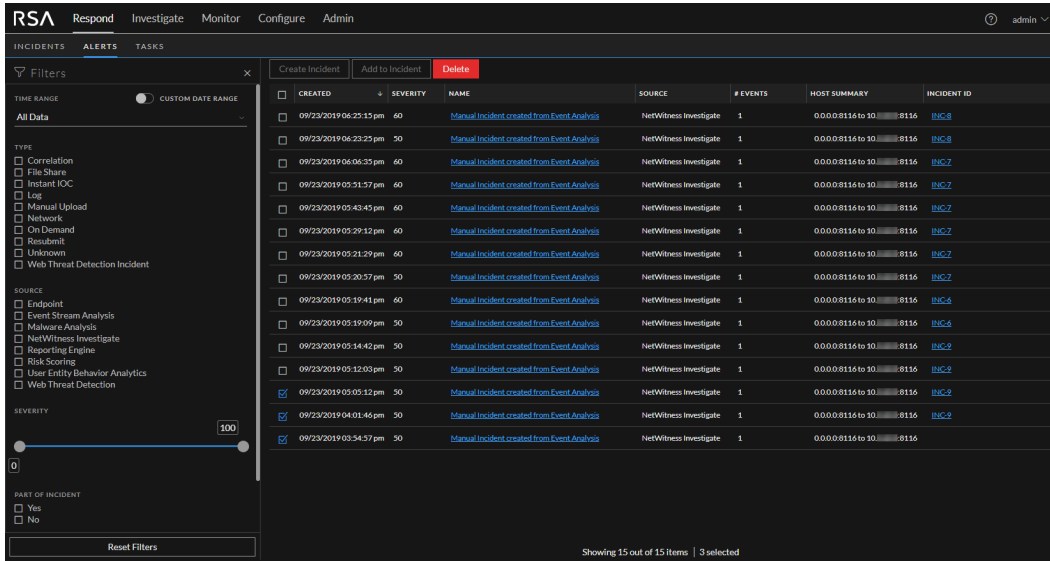 RSA Respond Investigate Monitor Configure Admin ? admin
INCIDENTS ALERTS TASKS
Filters ×
TIME RANGE CUSTOM DATE RANGE
All Data
TYPE
Correlation
File Share
Instant IOC
Log
Manual Upload
Network
On Demand
Resubmit
Unknown
Web Threat Detection Incident
SOURCE
Endpoint
Event Stream Analysis
Malware Analysis
NetWitness Investigate
Reporting Engine
Risk Scoring
User Entity Behavior Analytics
Web Threat Detection
SEVERITY
100
0
PART OF INCIDENT
Yes
No
Reset Filters
Create Incident Add to Incident Delete
CREATED SEVERITY NAME SOURCE # EVENTS HOST SUMMARY INCIDENT ID
09/23/2019 06:25:15 pm 60 Manual Incident created from Event Analysis NetWitness Investigate 1 0.0.0.0:8116 to 10. :8116 INC-8
09/23/2019 06:23:25 pm 50 Manual Incident created from Event Analysis NetWitness Investigate 1 0.0.0.0:8116 to 10. :8116 INC-8
09/23/2019 06:06:35 pm 60 Manual Incident created from Event Analysis NetWitness Investigate 1 0.0.0.0:8116 to 10. :8116 INC-7
09/23/2019 05:51:57 pm 60 Manual Incident created from Event Analysis NetWitness Investigate 1 0.0.0.0:8116 to 10. :8116 INC-7
09/23/2019 05:43:45 pm 60 Manual Incident created from Event Analysis NetWitness Investigate 1 0.0.0.0:8116 to 10. :8116 INC-7
09/23/2019 05:29:12 pm 60 Manual Incident created from Event Analysis NetWitness Investigate 1 0.0.0.0:8116 to 10. :8116 INC-7
09/23/2019 05:21:29 pm 60 Manual Incident created from Event Analysis NetWitness Investigate 1 0.0.0.0:8116 to 10. :8116 INC-7
09/23/2019 05:20:57 pm 50 Manual Incident created from Event Analysis NetWitness Investigate 1 0.0.0.0:8116 to 10. :8116 INC-7
09/23/2019 05:19:41 pm 60 Manual Incident created from Event Analysis NetWitness Investigate 1 0.0.0.0:8116 to 10. :8116 INC-6
09/23/2019 05:19:09 pm 50 Manual Incident created from Event Analysis NetWitness Investigate 1 0.0.0.0:8116 to 10. :8116 INC-6
09/23/2019 05:14:42 pm 50 Manual Incident created from Event Analysis NetWitness Investigate 1 0.0.0.0:8116 to 10. :8116 INC-9
09/23/2019 05:12:03 pm 50 Manual Incident created from Event Analysis NetWitness Investigate 1 0.0.0.0:8116 to 10. :8116 INC-9
09/23/2019 05:05:12 pm 50 Manual Incident created from Event Analysis NetWitness Investigate 1 0.0.0.0:8116 to 10. :8116 INC-9
09/23/2019 04:01:46 pm 50 Manual Incident created from Event Analysis NetWitness Investigate 1 0.0.0.0:8116 to 10. :8116 INC-9
09/23/2019 03:54:57 pm 50 Manual Incident created from Event Analysis NetWitness Investigate 1 0.0.0.0:8116 to 10. :8116
Showing 15 out of 15 items | 3 selected